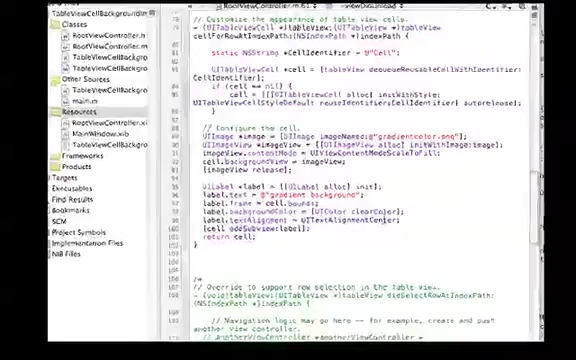 RootViewController.m:81
viewDidUnload
TableViewCellBackgroundIm
Classes
RootViewController.h
RootViewController.m
TableViewCellBackgro
TableViewCellBackgro
Other Sources
TableViewCellBackgro
main.m
Resources
RootViewController.xi
MainWindow.xib
TableViewCellBackgro
Frameworks
Products
Targets
Executables
Find Results
Bookmarks
SCM
Project Symbols
Implementation Files
NIB Files
// Customize the appearance of table view cells.
- (UITableViewCell *)tableView:(UITableView *)tableView
cellForRowAtIndexPath:(NSIndexPath *)indexPath {
static NSString *CellIdentifier = @"Cell";
UITableViewCell *cell = [tableView dequeueReusableCellWithIdentifier:
CellIdentifier];
if (cell == nil) {
cell = [[[UITableViewCell alloc] initWithStyle:
UITableViewCellStyleDefault reuseIdentifier:CellIdentifier] autorelease];
}
// Configure the cell.
UIImage *image = [UIImage imageNamed:@"gradientcolor.png"];
UIImageView *imageView = [[UIImageView alloc] initWithImage:image];
imageView.contentMode = UIViewContentModeScaleToFill;
cell.backgroundView = imageView;
[imageView release];
UILabel *label = [[UILabel alloc] init];
label.text = @"gradient background";
label.frame = cell.bounds;
label.backgroundColor = [UIColor clearColor];
label.textAlignment = UITextAlignmentCenter;
[cell addSubview:label];
return cell;
}
/*
// Override to support row selection in the table view.
- (void)tableView:(UITableView *)tableView didSelectRowAtIndexPath:
(NSIndexPath *)indexPath {
// Navigation logic may go here -- for example, create and push
another view controller.
// AnotherViewController *anotherViewController =